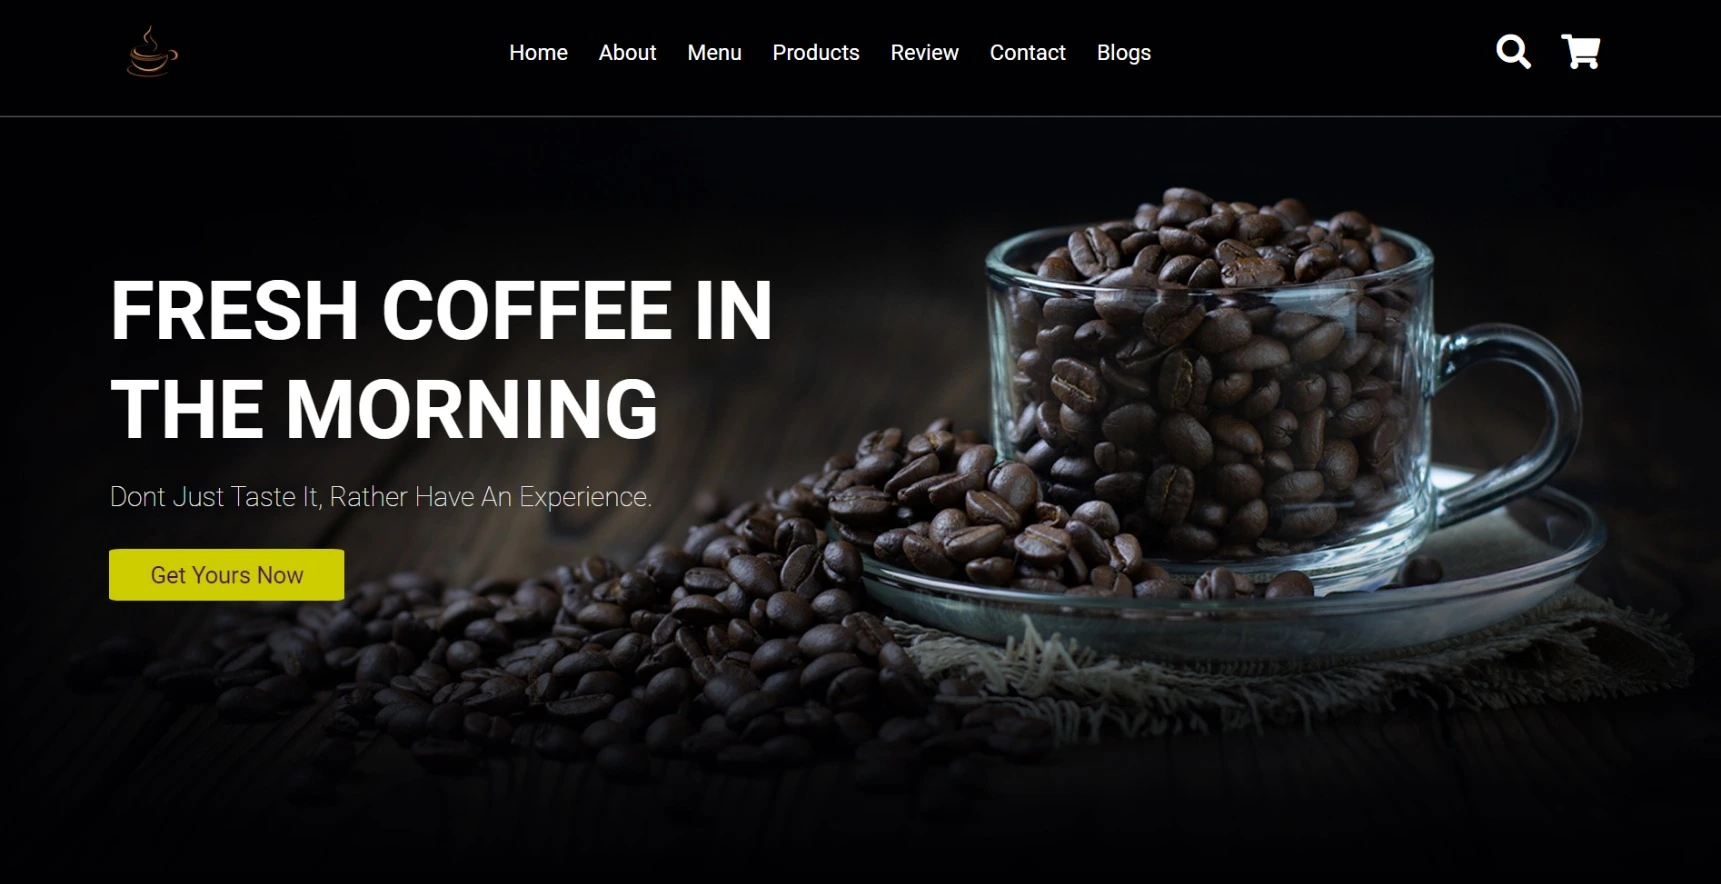 Home About Menu Products Review Contact Blogs
FRESH COFFEE IN
THE MORNING
Dont Just Taste It, Rather Have An Experience.
Get Yours Now